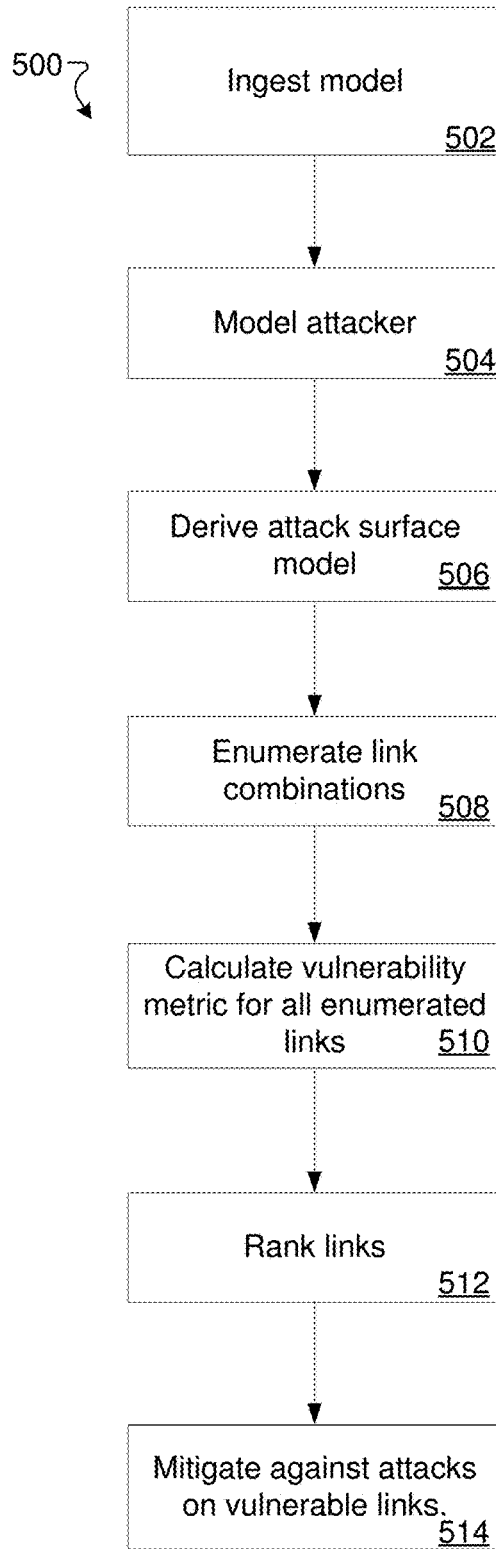 500
Ingest model
502
Model attacker
504
Derive attack surface
model
506
Enumerate link
combinations
508
Calculate vulnerability
metric for all enumerated
links
510
Rank links
512
Mitigate against attacks
on vulnerable links.
514